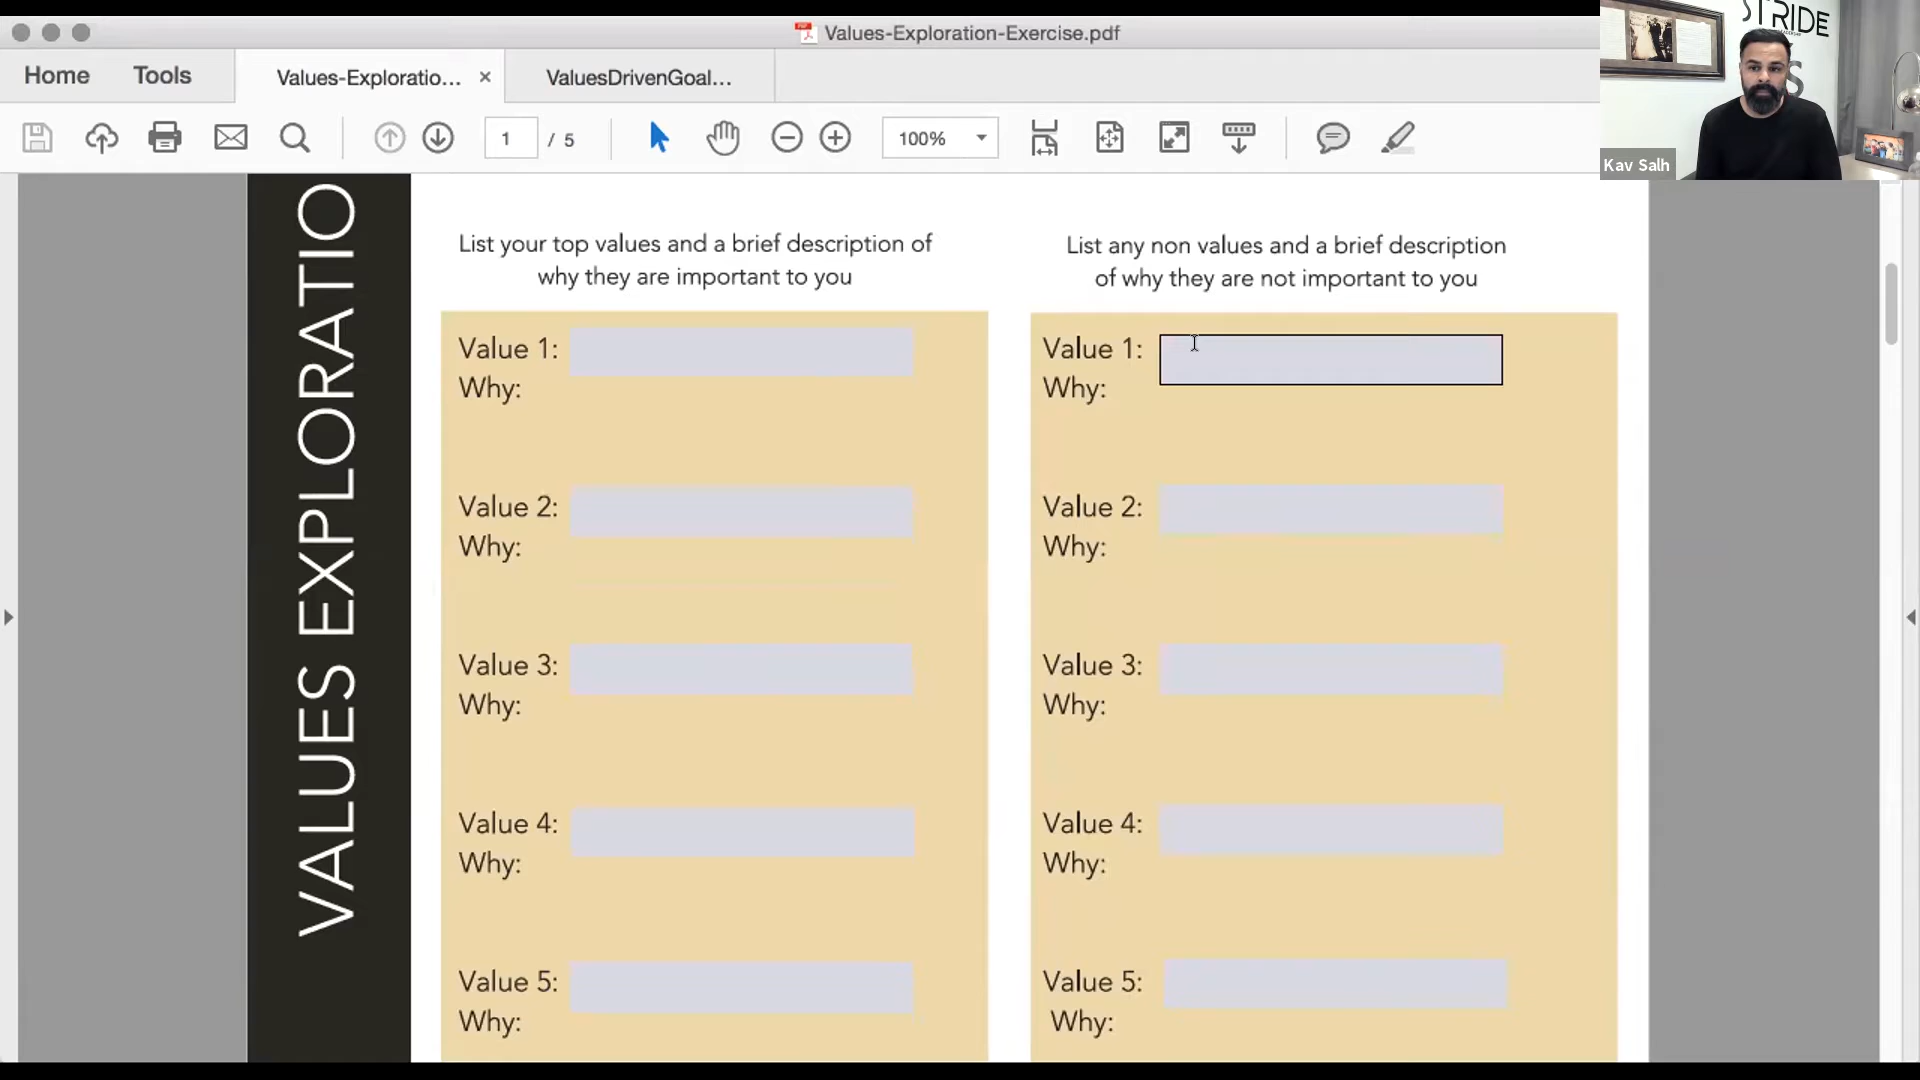 Values-Exploration-Exercise.pdf
Home
Tools
Values-Exploratio...
ValuesDrivenGoal...
1
/ 5
100%
STRIDE
Kav Salh
VALUES EXPLORATIO
List your top values and a brief description of
why they are important to you
Value 1:
Why:
Value 2:
Why:
Value 3:
Why:
Value 4:
Why:
Value 5:
Why:
List any non values and a brief description
of why they are not important to you
Value 1:
Why:
Value 2:
Why:
Value 3:
Why:
Value 4:
Why:
Value 5:
Why: